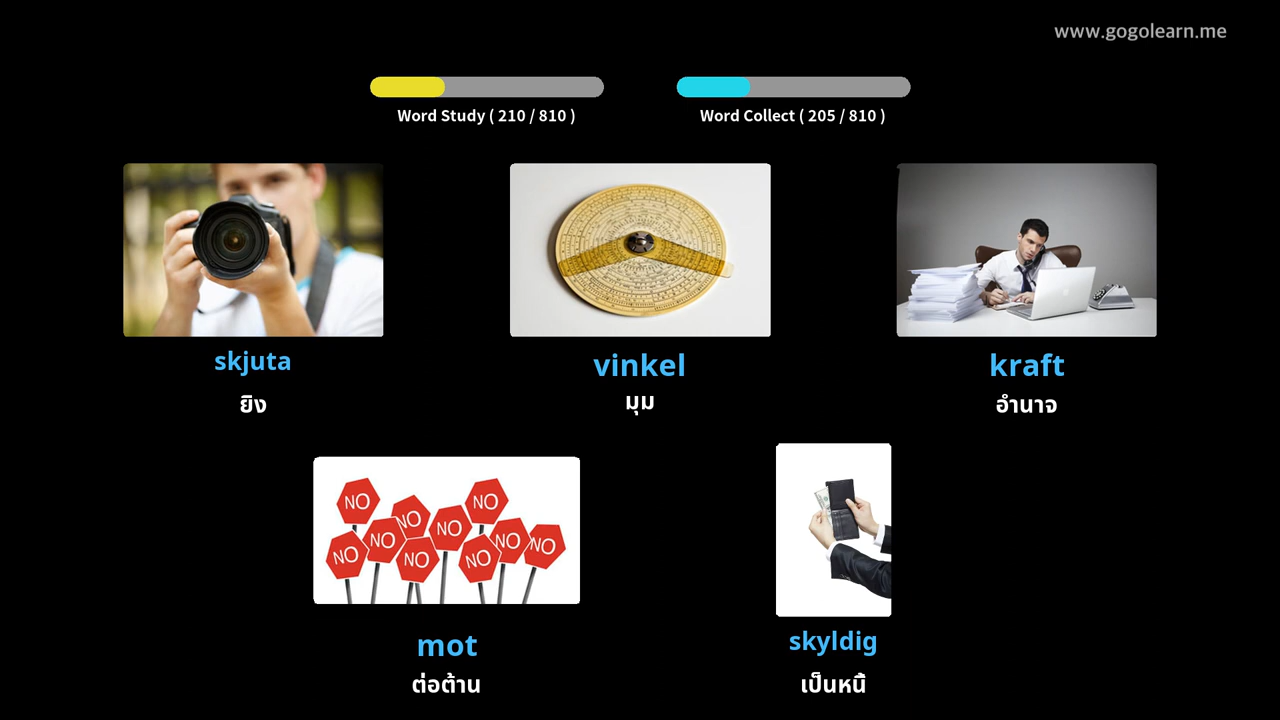 www.gogolearn.me
Word Study ( 210 / 810 )
Word Collect ( 205 / 810 )
skjuta
ยิง
vinkel
มุม
kraft
อำนาจ
NO
NO
NO
NO
NO
NO
NO
NO
NO
NO
mot
ต่อต้าน
skyldig
เป็นหนี้